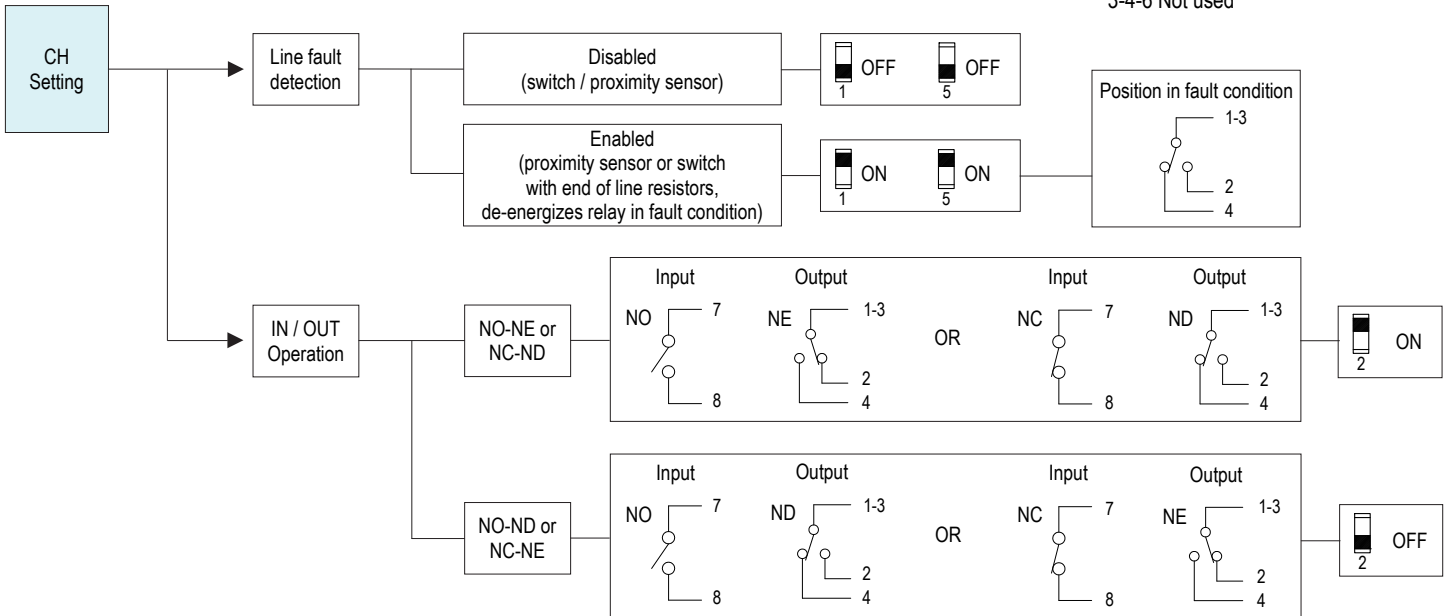 3-4-6 Not used
CH
Setting
Line fault
detection
Disabled
(switch / proximity sensor)
OFF
1
OFF
5
Enabled
(proximity sensor or switch
with end of line resistors,
de-energizes relay in fault condition)
ON
1
ON
5
Position in fault condition
1-3
2
4
IN / OUT
Operation
NO-NE or
NC-ND
Input
NO
7
8
Output
NE
1-3
2
4
OR
Input
NC
7
8
Output
ND
1-3
2
4
ON
2
NO-ND or
NC-NE
Input
NO
7
8
Output
ND
1-3
2
4
OR
Input
NC
7
8
Output
NE
1-3
2
4
OFF
2